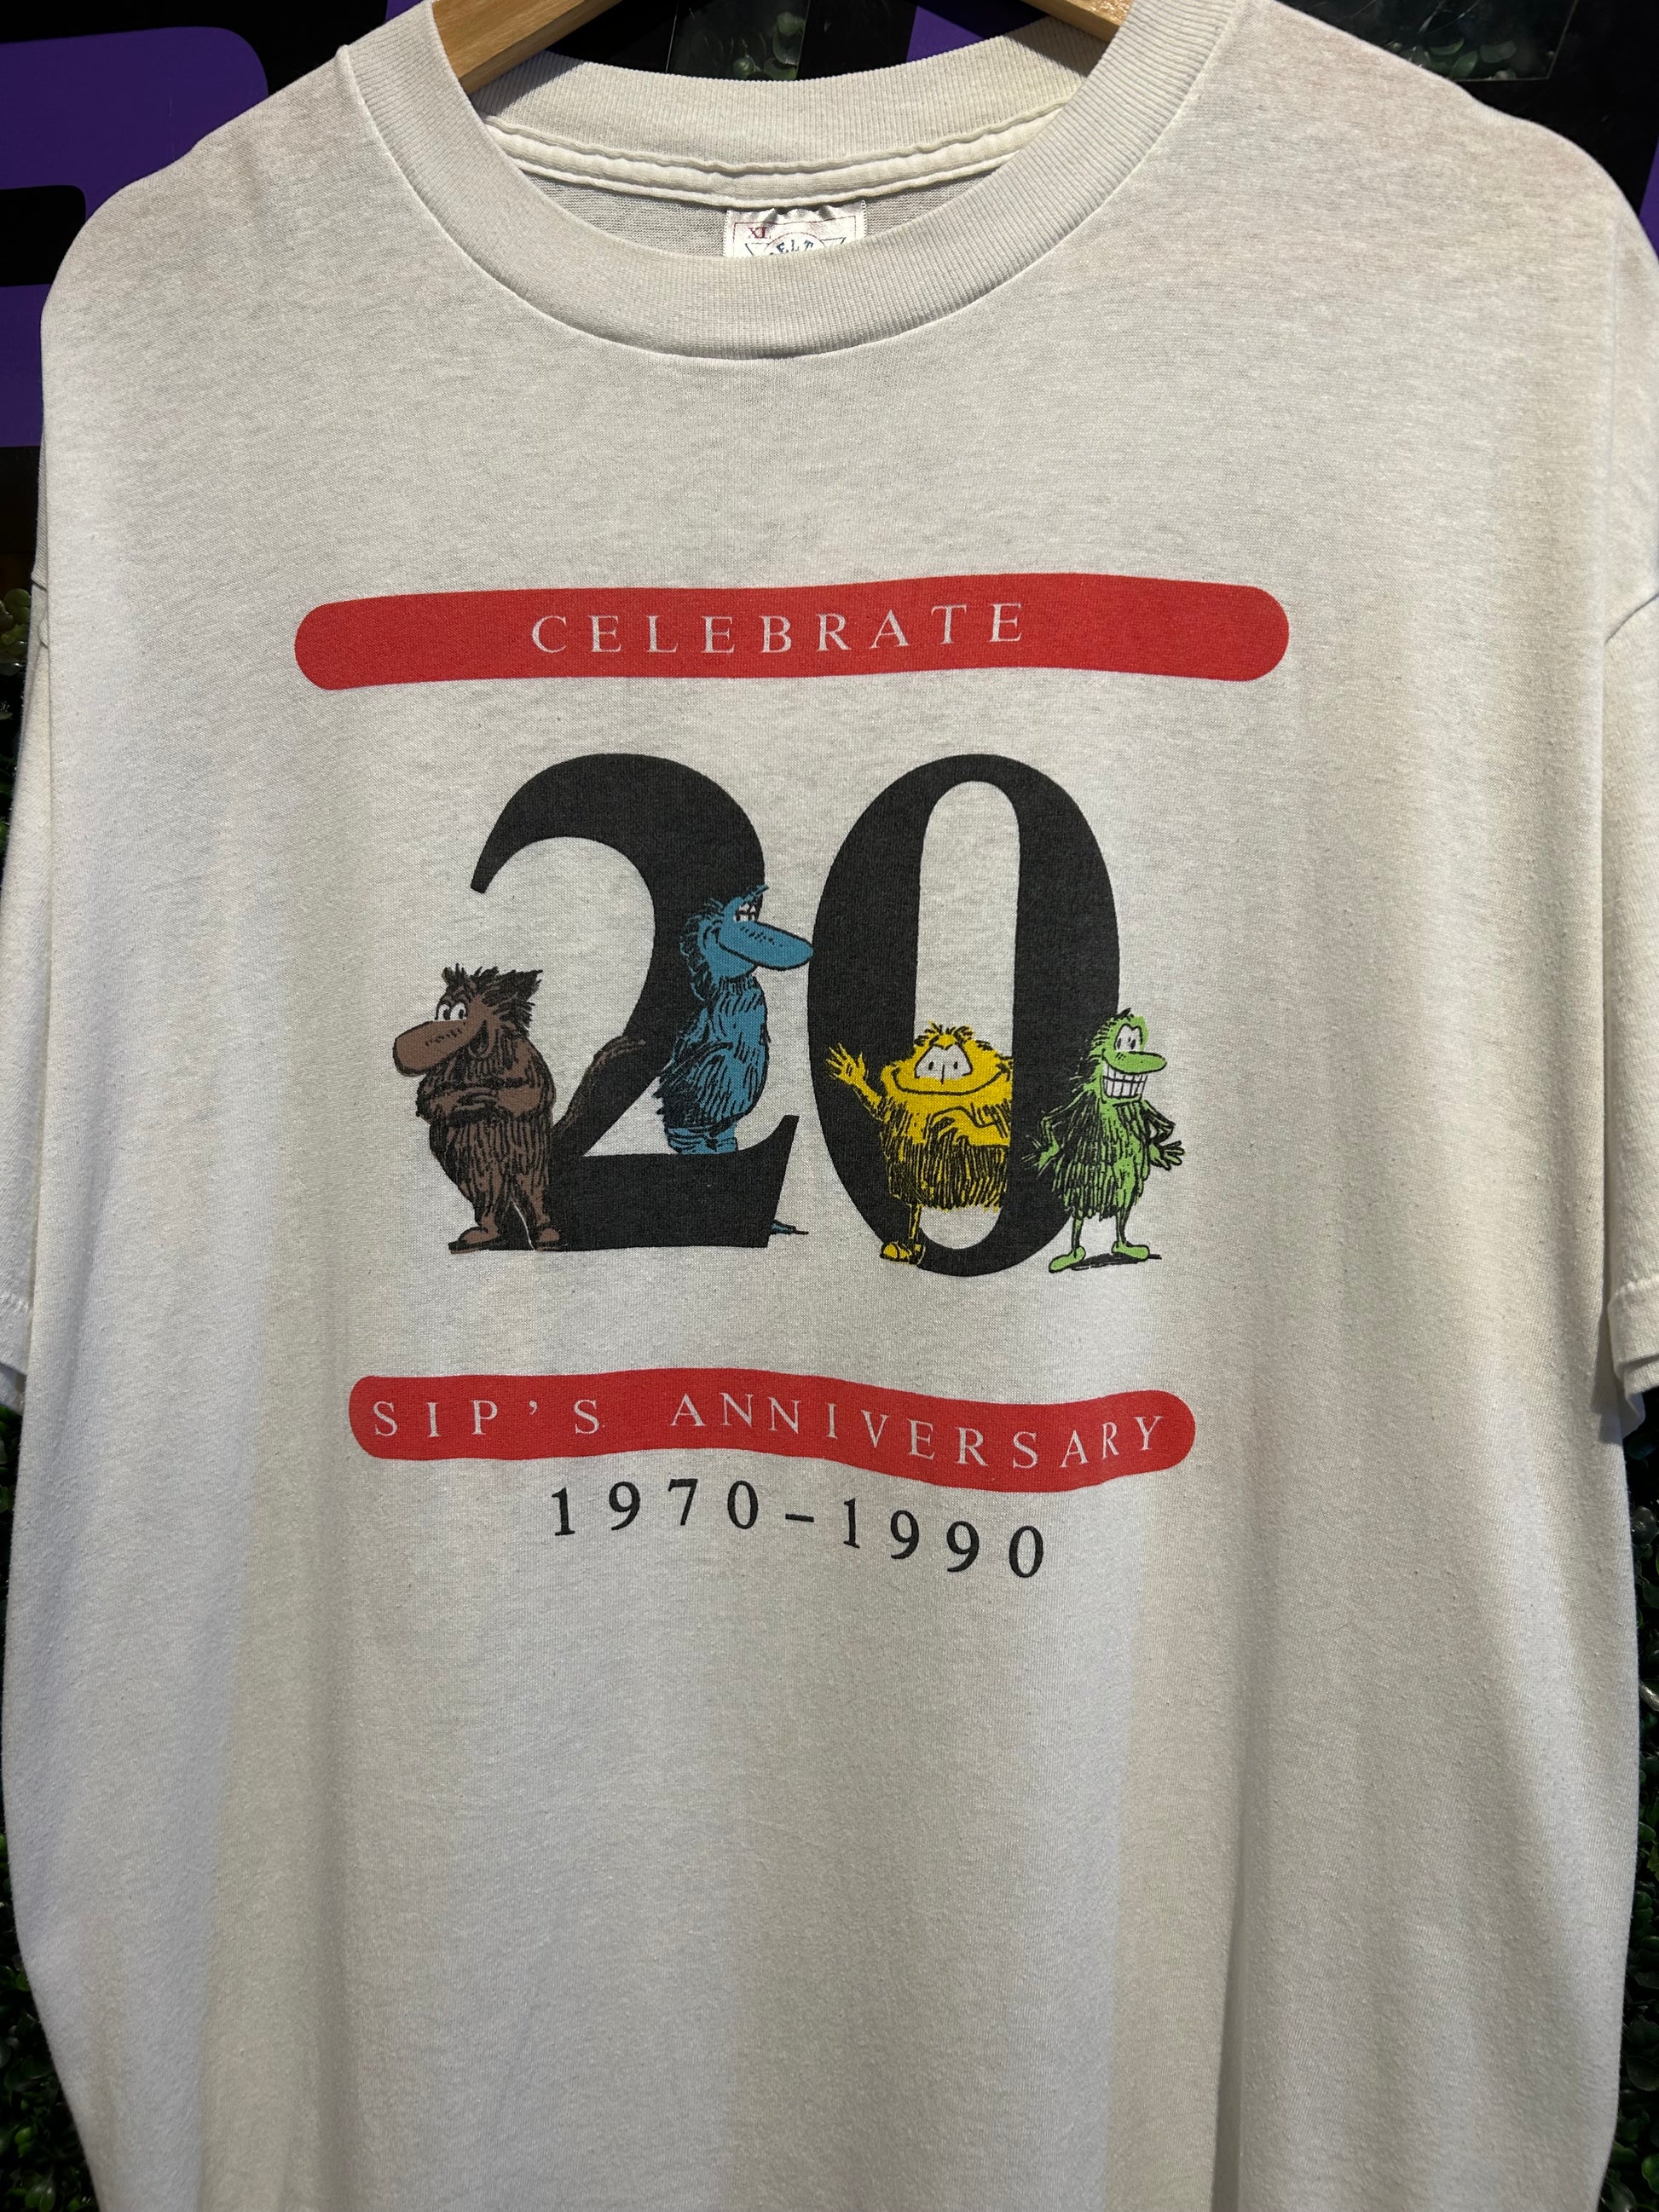 XL
CELEBRATE
20
SIP'S ANNIVERSARY
1970-1990